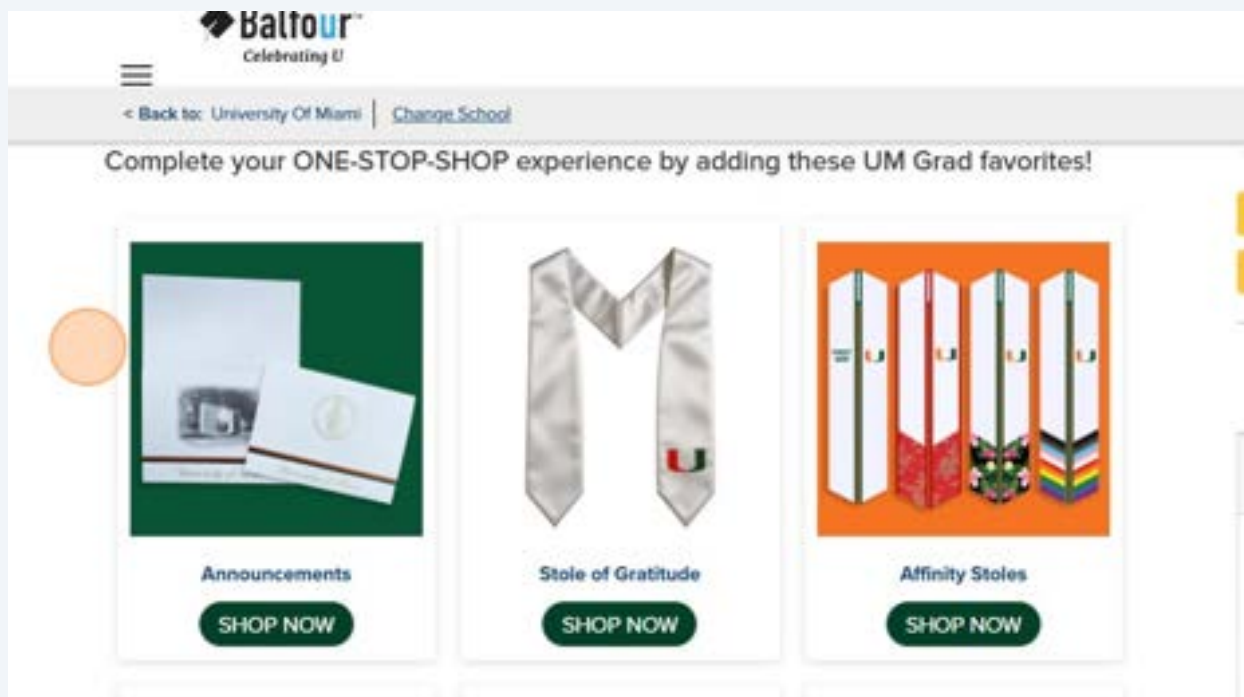 Balfour
Celebrating U
< Back to: University Of Miami | Change School
Complete your ONE-STOP-SHOP experience by adding these UM Grad favorites!
Announcements
Stole of Gratitude
Affinity Stoles
SHOP NOW
SHOP NOW
SHOP NOW